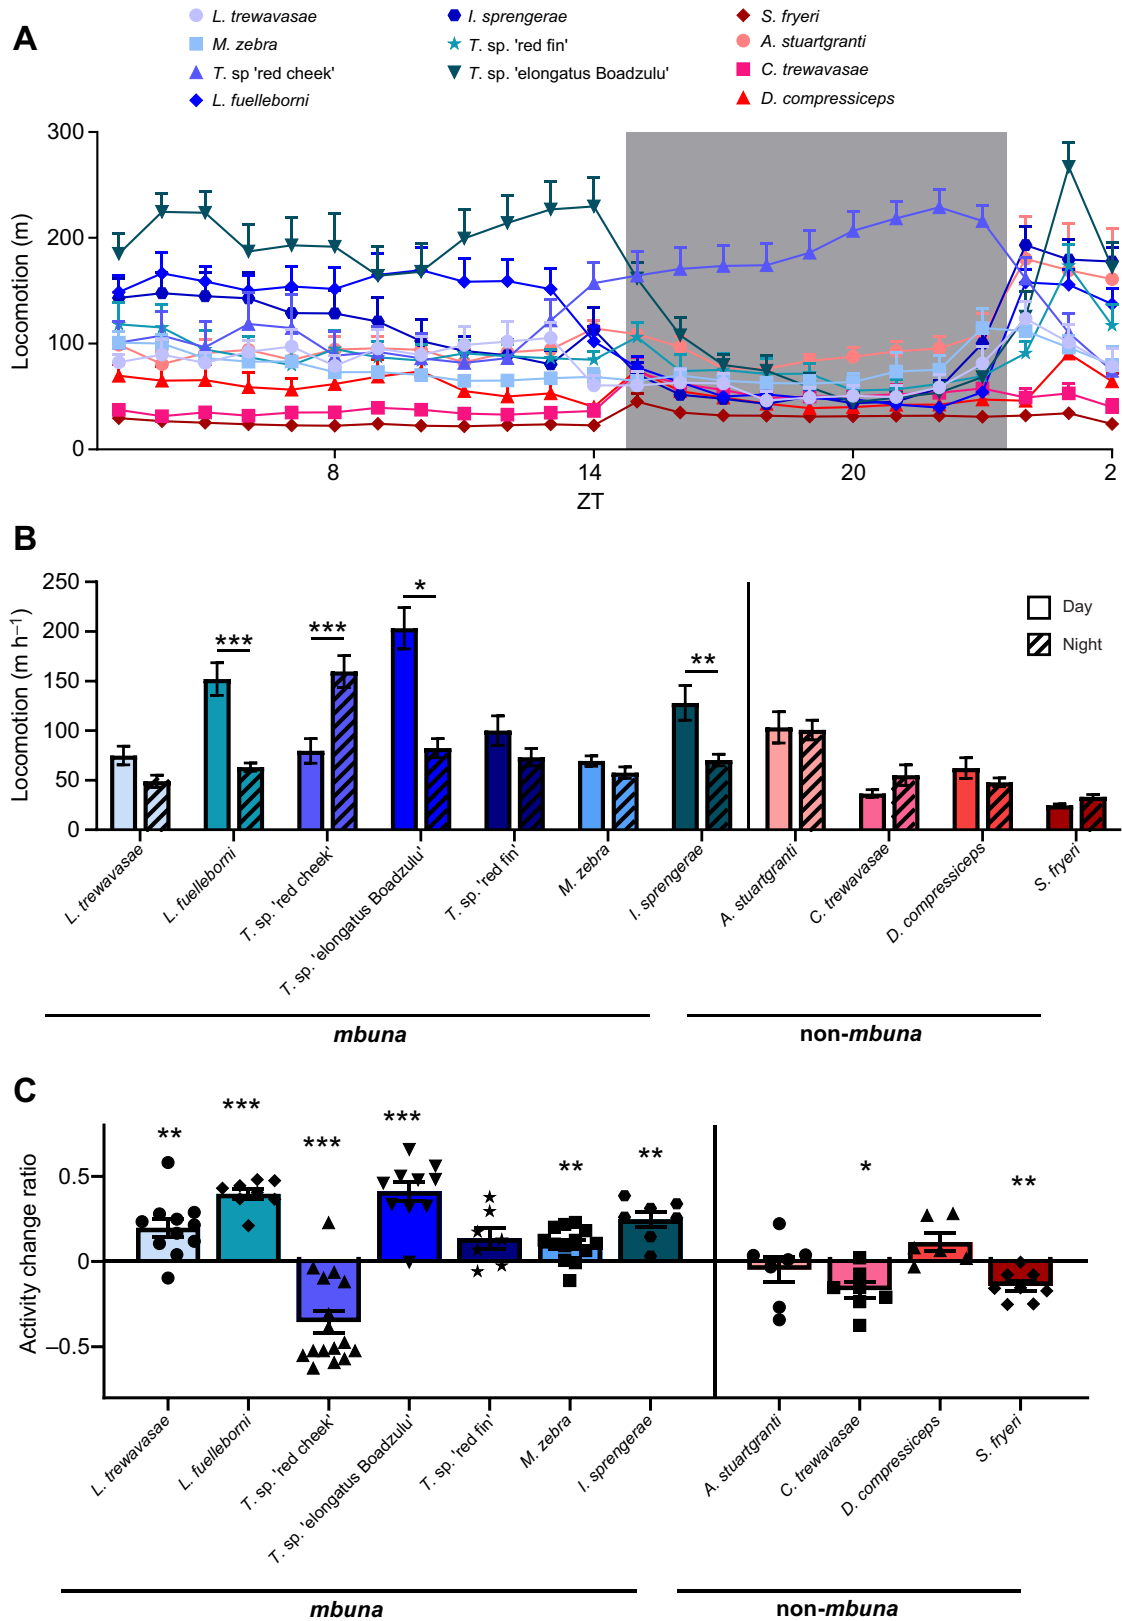 A
L. trewavasae
M. zebra
T. sp 'red cheek'
L. fuelleborni
I. sprengerae
T. sp. 'red fin'
T. sp. 'elongatus Boadzulu'
S. fryeri
A. stuartgranti
C. trewavasae
D. compressiceps
Locomotion (m)
300
200
100
0
8
14
20
2
ZT
B
Locomotion (m h–1)
250
200
150
100
50
0
***
***
*
**
Day
Night
L. trewavasae
L. fuelleborni
T. sp. 'red cheek'
T. sp. 'elongatus Boadzulu'
T. sp. 'red fin'
M. zebra
I. sprengerae
A. stuartgranti
C. trewavasae
D. compressiceps
S. fryeri
mbuna
non-mbuna
C
Activity change ratio
0.5
0
–0.5
**
***
***
***
**
**
*
**
L. trewavasae
L. fuelleborni
T. sp. 'red cheek'
T. sp. 'elongatus Boadzulu'
T. sp. 'red fin'
M. zebra
I. sprengerae
A. stuartgranti
C. trewavasae
D. compressiceps
S. fryeri
mbuna
non-mbuna